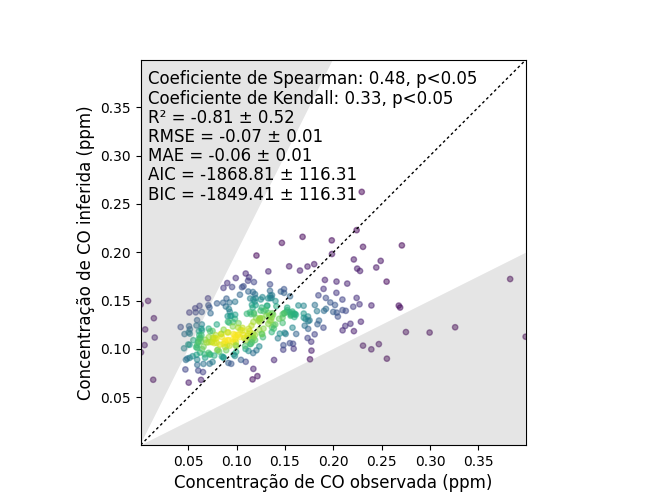 Coeficiente de Spearman: 0.48, p<0.05
Coeficiente de Kendall: 0.33, p<0.05
R² = -0.81 ± 0.52
RMSE = -0.07 ± 0.01
MAE = -0.06 ± 0.01
AIC = -1868.81 ± 116.31
BIC = -1849.41 ± 116.31
Concentração de CO inferida (ppm)
0.35
0.30
0.25
0.20
0.15
0.10
0.05
0.05 0.10 0.15 0.20 0.25 0.30 0.35
Concentração de CO observada (ppm)